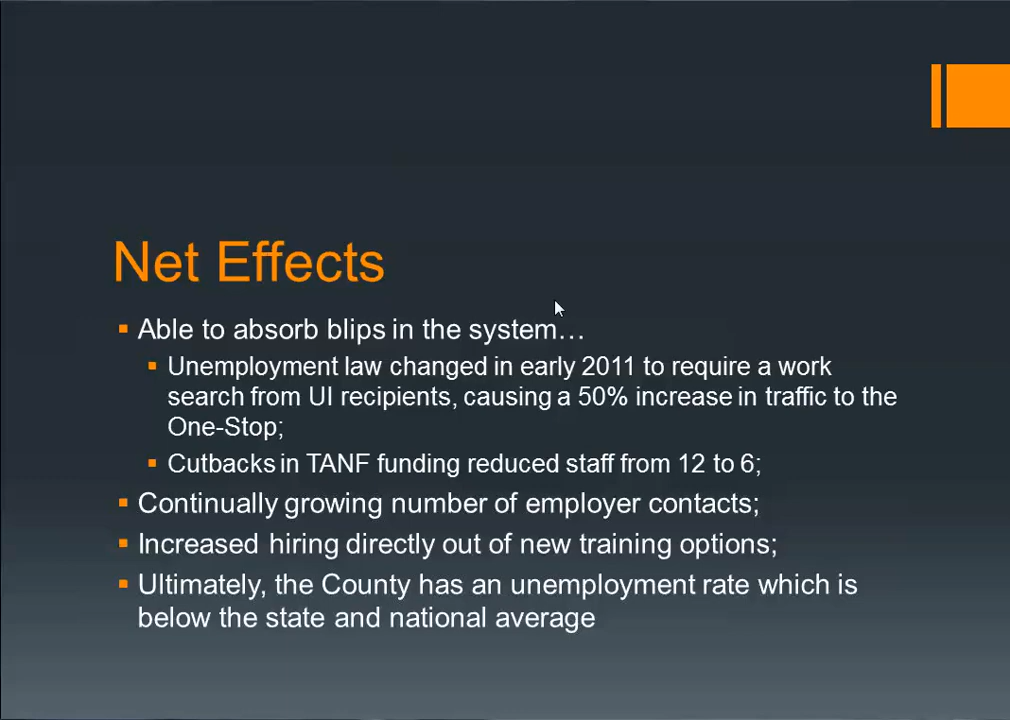 Net Effects
Able to absorb blips in the system…
Unemployment law changed in early 2011 to require a work
search from UI recipients, causing a 50% increase in traffic to the
One-Stop;
Cutbacks in TANF funding reduced staff from 12 to 6;
Continually growing number of employer contacts;
Increased hiring directly out of new training options;
Ultimately, the County has an unemployment rate which is
below the state and national average